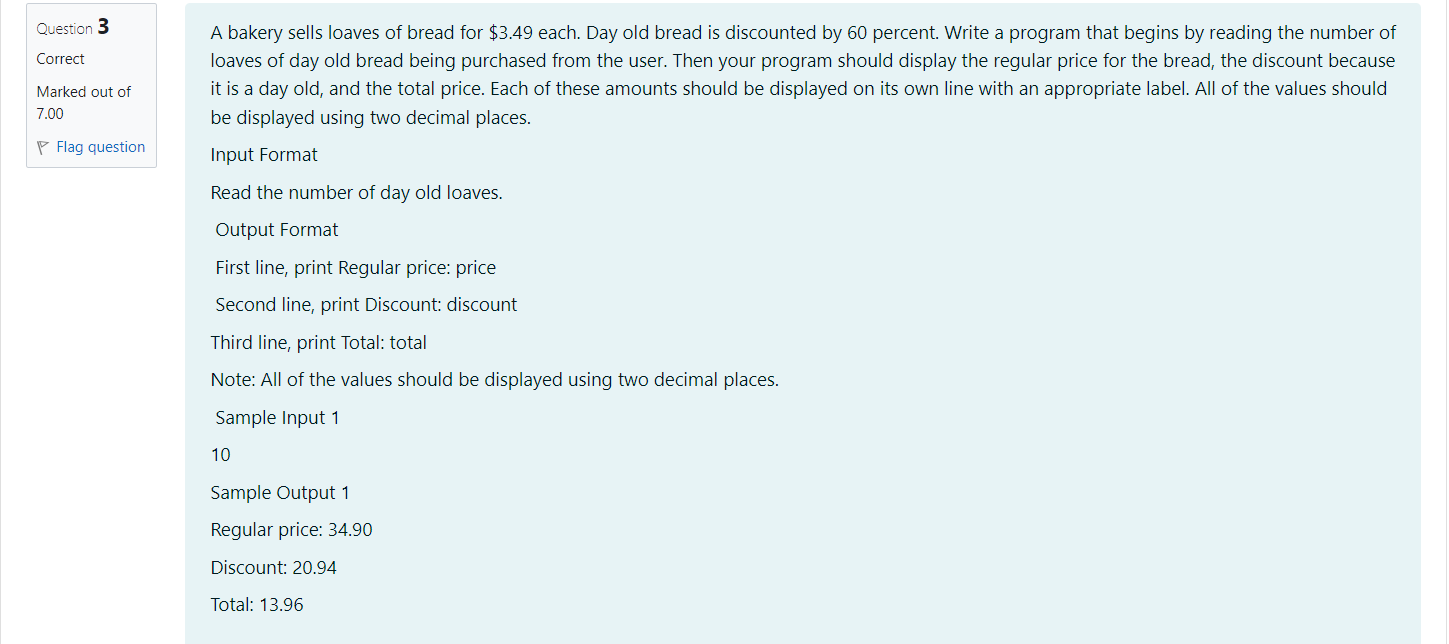 Question 3
Correct
Marked out of
7.00
Flag question
A bakery sells loaves of bread for $3.49 each. Day old bread is discounted by 60 percent. Write a program that begins by reading the number of
loaves of day old bread being purchased from the user. Then your program should display the regular price for the bread, the discount because
it is a day old, and the total price. Each of these amounts should be displayed on its own line with an appropriate label. All of the values should
be displayed using two decimal places.
Input Format
Read the number of day old loaves.
Output Format
First line, print Regular price: price
Second line, print Discount: discount
Third line, print Total: total
Note: All of the values should be displayed using two decimal places.
Sample Input 1
10
Sample Output 1
Regular price: 34.90
Discount: 20.94
Total: 13.96